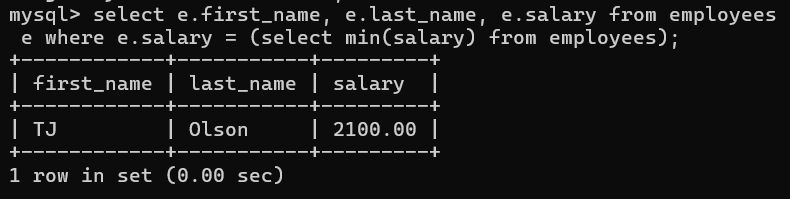 mysql> select e.first_name, e.last_name, e.salary from employees
 e where e.salary = (select min(salary) from employees);
+------------+-----------+---------+
| first_name | last_name | salary  |
+------------+-----------+---------+
| TJ         | Olson     | 2100.00 |
+------------+-----------+---------+
1 row in set (0.00 sec)